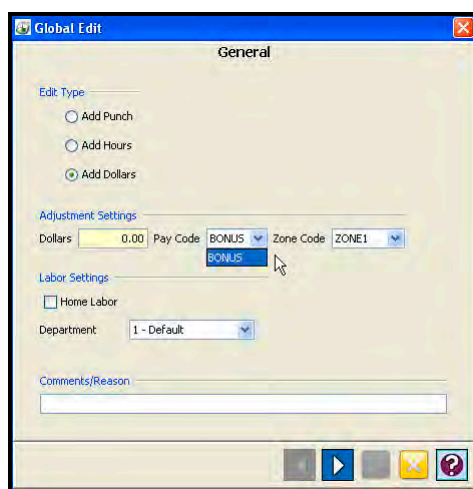 Global Edit
General
Edit Type
Add Punch
Add Hours
Add Dollars
Adjustment Settings
Dollars 0.00 Pay Code BONUS Zone Code ZONE1
BONUS
Labor Settings
Home Labor
Department 1 - Default
Comments/Reason
?